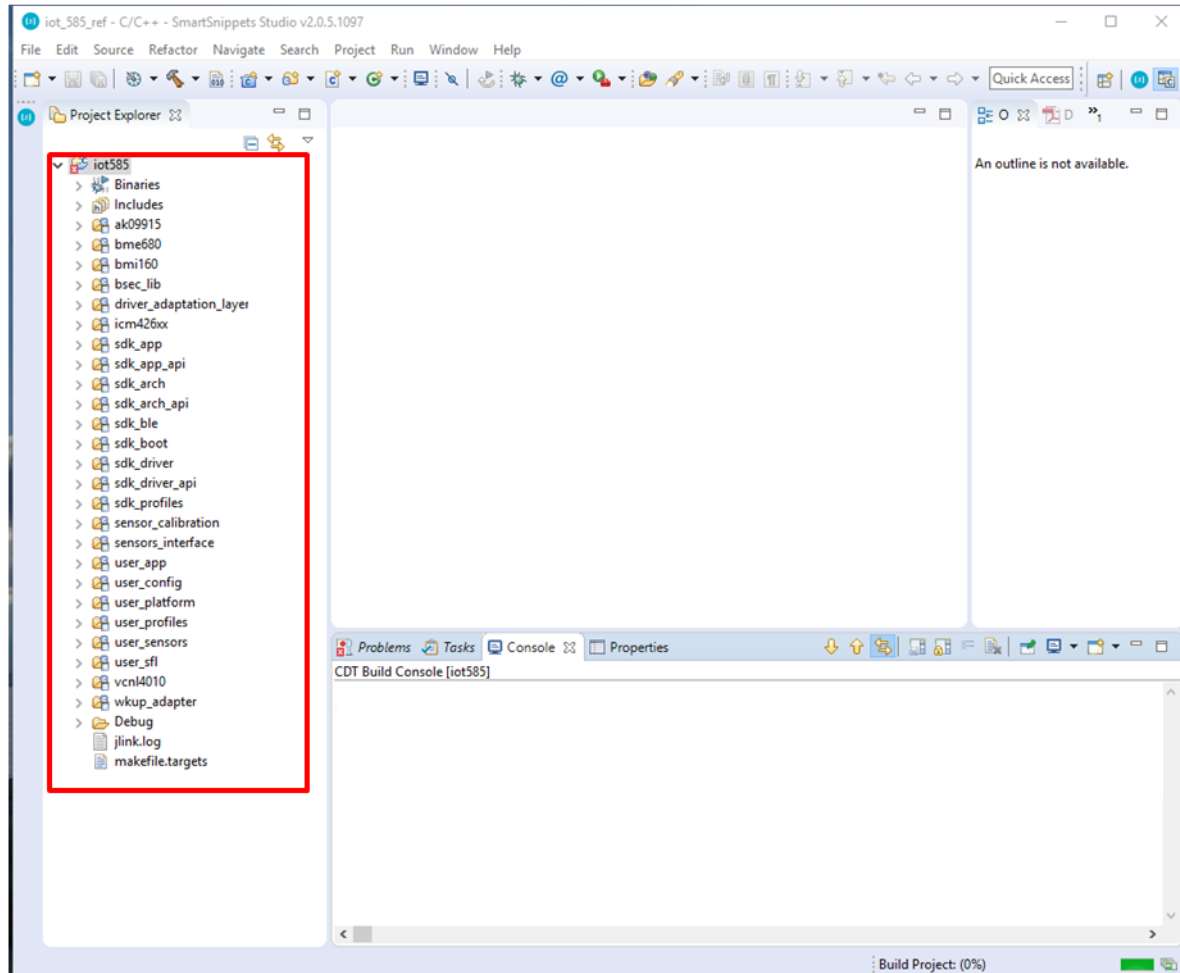 iot_585_ref - C/C++ - SmartSnippets Studio v2.0.5.1097
File Edit Source Refactor Navigate Search Project Run Window Help
Quick Access
Project Explorer
O D »1
iot585
An outline is not available.
Binaries
Includes
ak09915
bme680
bmi160
bsec_lib
driver_adaptation_layer
icm426xx
sdk_app
sdk_app_api
sdk_arch
sdk_arch_api
sdk_ble
sdk_boot
sdk_driver
sdk_driver_api
sdk_profiles
sensor_calibration
sensors_interface
user_app
user_config
user_platform
user_profiles
user_sensors
user_sfl
vcnl4010
wkup_adapter
Debug
jlink.log
makefile.targets
Problems Tasks Console Properties
CDT Build Console [iot585]
Build Project: (0%)